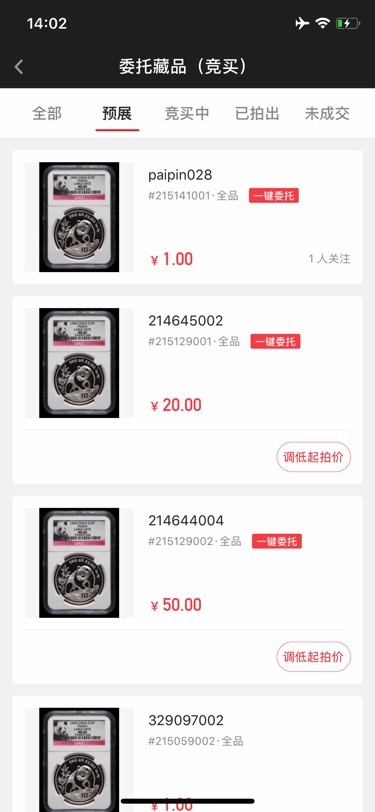 14:02
委托藏品（竞买）
全部 预展 竞买中 已拍出 未成交
paipin028
#215141001·全品 一键委托
¥ 1.00 1 人关注
214645002
#215129001·全品 一键委托
¥ 20.00
调低起拍价
214644004
#215129002·全品 一键委托
¥ 50.00
调低起拍价
329097002
#215059002·全品
¥ 1.00